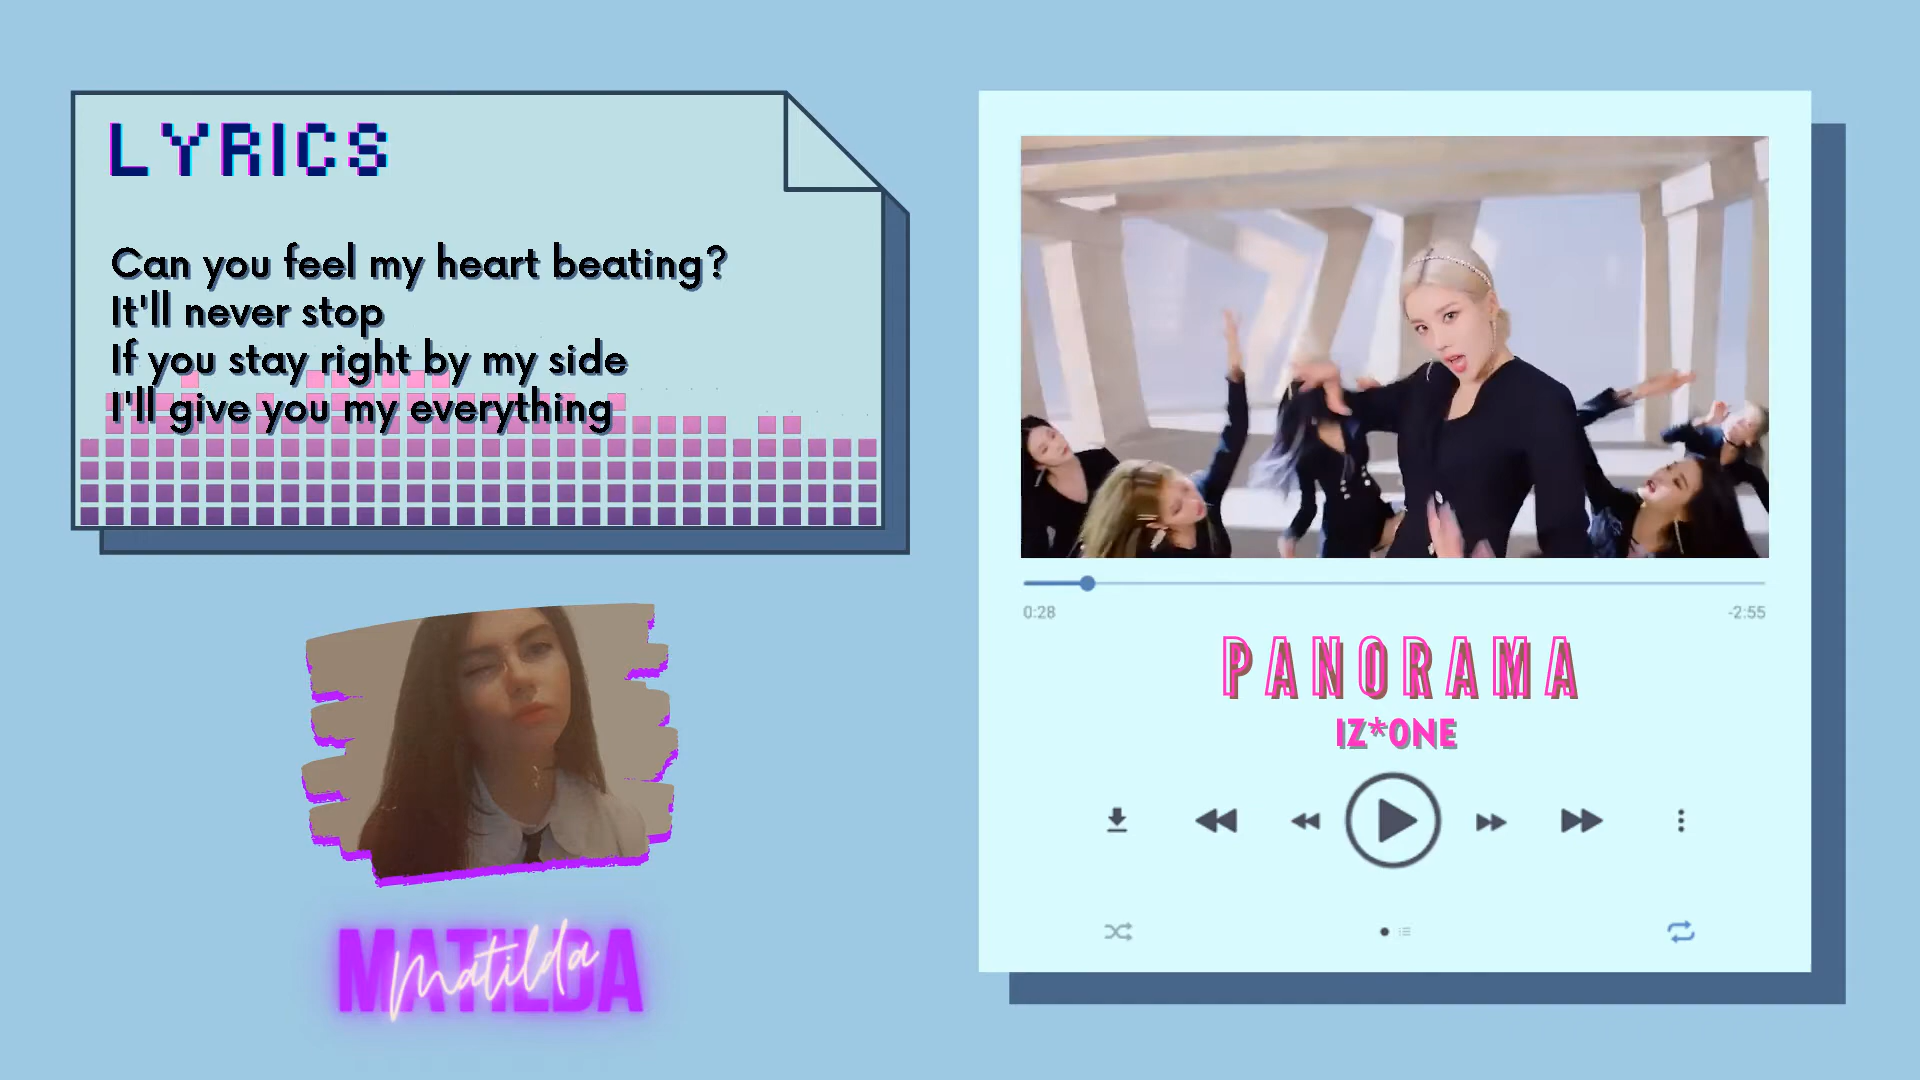 LYRICS
Can you feel my heart beating?
It'll never stop
If you stay right by my side
I'll give you my everything
0:28
-2:55
PANORAMA
IZ*ONE
MATILDA
Matilda